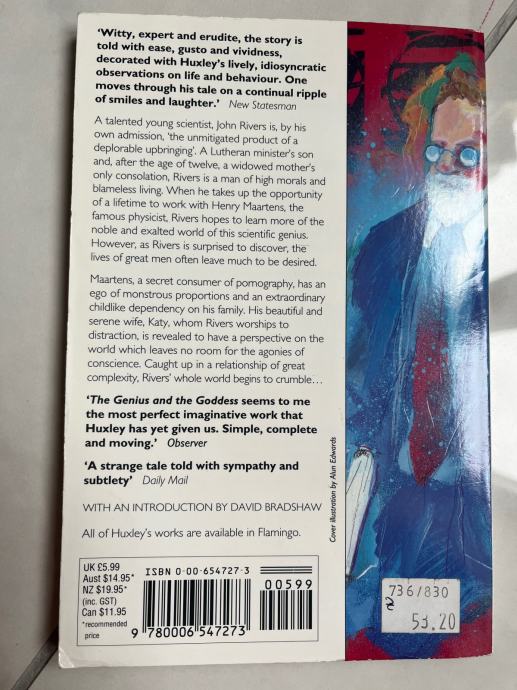 ‘Witty, expert and erudite, the story is
told with ease, gusto and vividness,
decorated with Huxley’s lively, idiosyncratic
observations on life and behaviour. One
moves through his tale on a continual ripple
of smiles and laughter.’ New Statesman
A talented young scientist, John Rivers is, by his
own admission, ‘the unmitigated product of a
deplorable upbringing’. A Lutheran minister’s son
and, after the age of twelve, a widowed mother’s
only consolation, Rivers is a man of high morals and
blameless living. When he takes up the opportunity
of a lifetime to work with Henry Maartens, the
famous physicist, Rivers hopes to learn more of the
noble and exalted world of this scientific genius.
However, as Rivers is surprised to discover, the
lives of great men often leave much to be desired.
Maartens, a secret consumer of pornography, has an
ego of monstrous proportions and an extraordinary
childlike dependency on his family. His beautiful and
serene wife, Katy, whom Rivers worships to
distraction, is revealed to have a perspective on the
world which leaves no room for the agonies of
conscience. Caught up in a relationship of great
complexity, Rivers’ whole world begins to crumble…
‘The Genius and the Goddess seems to me
the most perfect imaginative work that
Huxley has yet given us. Simple, complete
and moving.’ Observer
‘A strange tale told with sympathy and
subtlety’ Daily Mail
WITH AN INTRODUCTION BY DAVID BRADSHAW
All of Huxley’s works are available in Flamingo.
Cover illustration by Alun Edwards
UK £5.99
Aust $14.95*
NZ $19.95*
(inc. GST)
Can $11.95
*recommended
price
ISBN 0-00-654727-3
00599
9 780006 547273
736/830
53.20